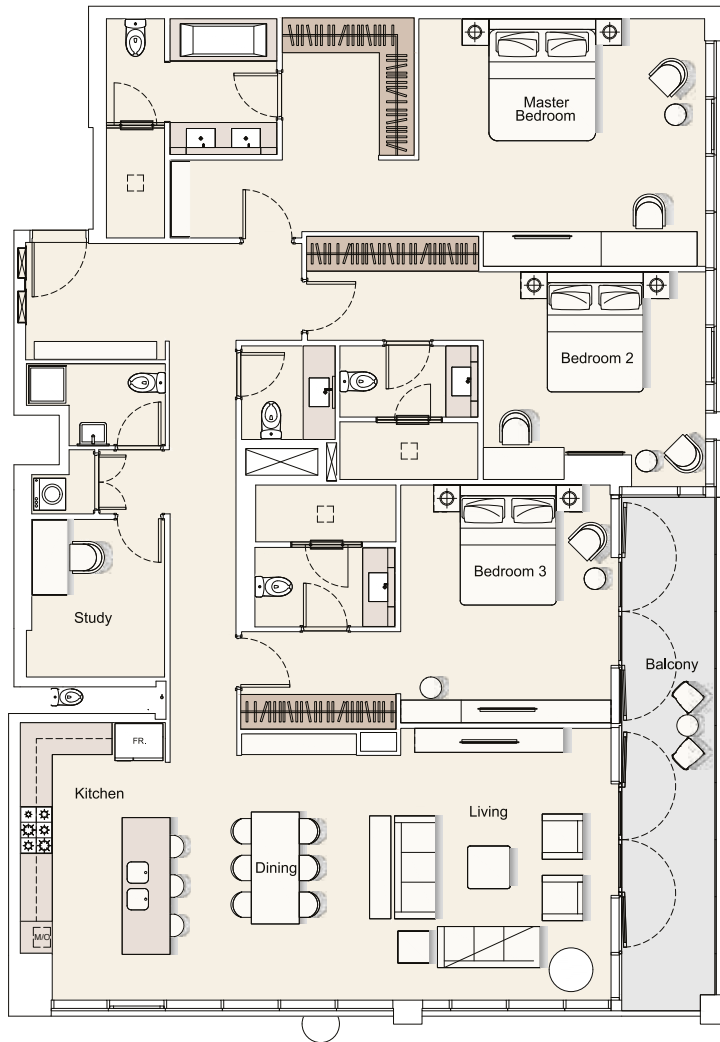 Master
Bedroom
Bedroom 2
Bedroom 3
Study
Balcony
FR.
Kitchen
Living
Dining
M/O